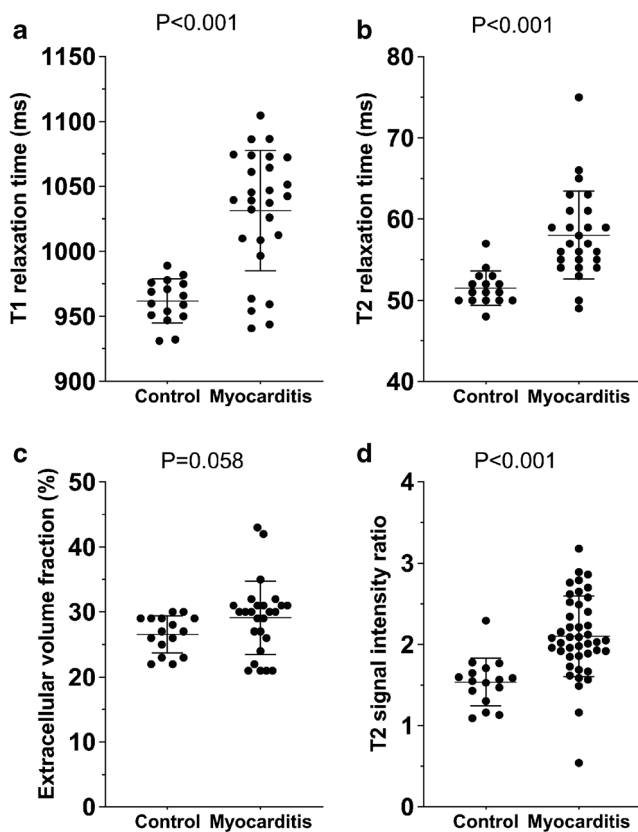 a
P<0.001
T1 relaxation time (ms)
1150
1100
1050
1000
950
900
Control Myocarditis
b
P<0.001
T2 relaxation time (ms)
80
70
60
50
40
Control Myocarditis
c
P=0.058
Extracellular volume fraction (%)
50
40
30
20
10
0
Control Myocarditis
d
P<0.001
T2 signal intensity ratio
4
3
2
1
0
Control Myocarditis